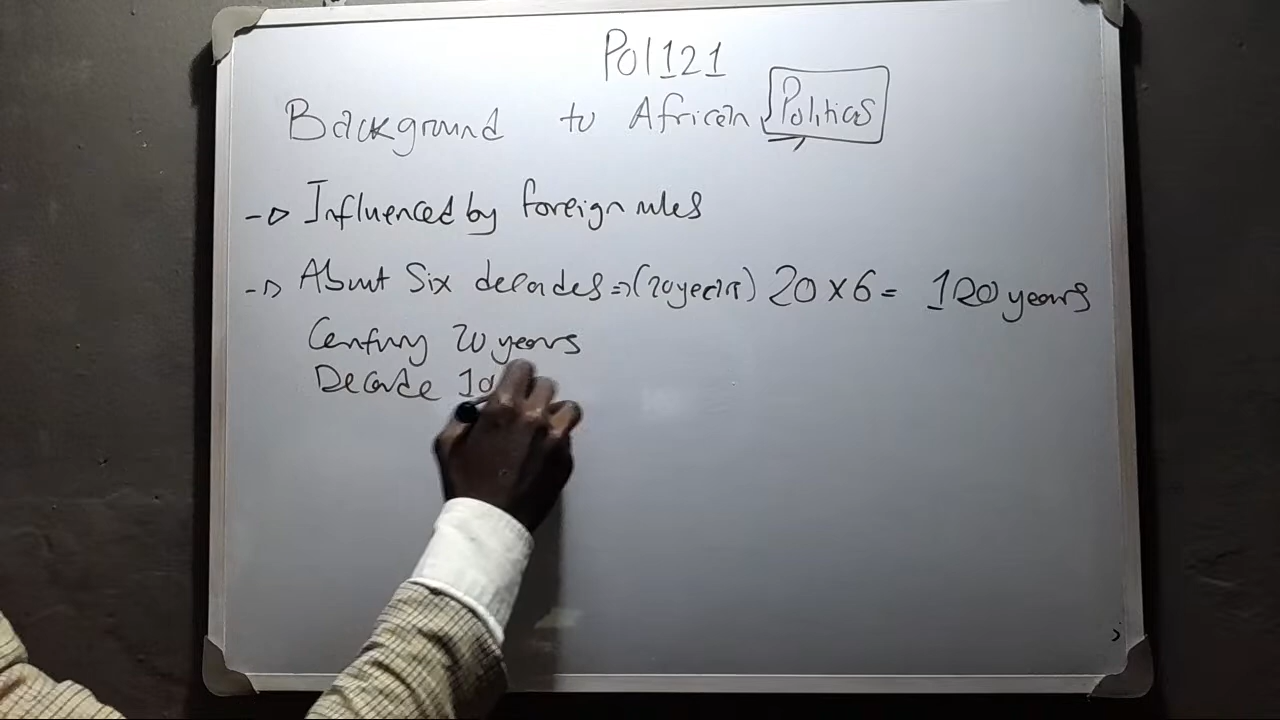 Pol121
Background to African Politics
Influenced by foreign rules
About Six decades => (20years) 20 x 6 = 120 years
Century 20 years
Decade 10